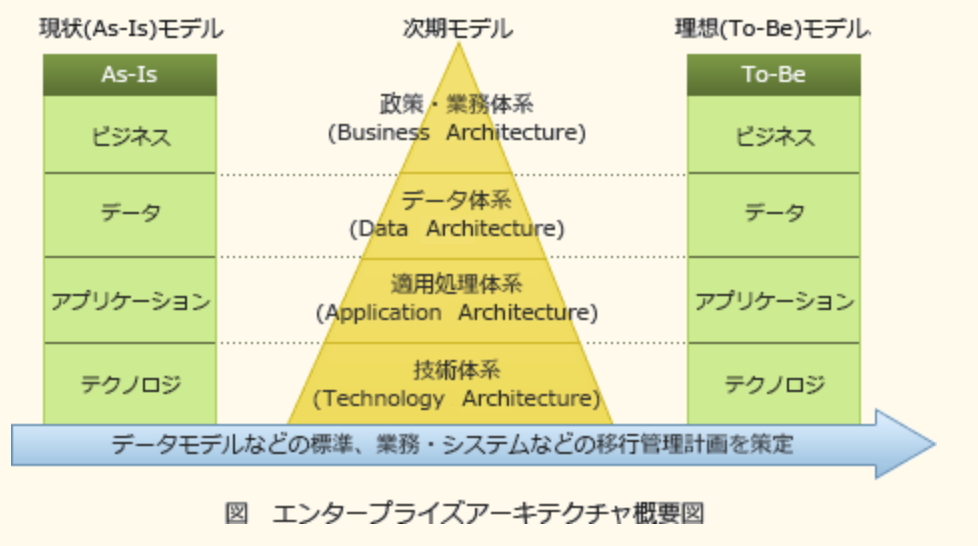 現状(As-Is)モデル
次期モデル
理想(To-Be)モデル
As-Is
To-Be
政策・業務体系
(Business Architecture)
ビジネス
ビジネス
データ体系
(Data Architecture)
データ
データ
適用処理体系
(Application Architecture)
アプリケーション
アプリケーション
技術体系
(Technology Architecture)
テクノロジ
テクノロジ
データモデルなどの標準、業務・システムなどの移行管理計画を策定
図 エンタープライズアーキテクチャ概要図